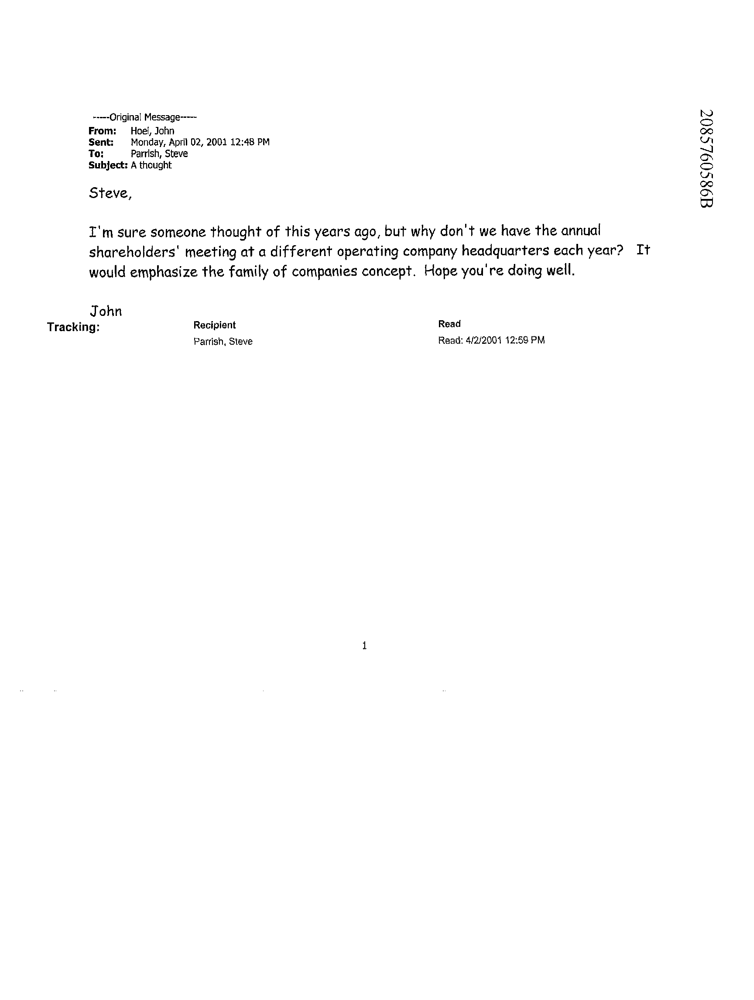 -----Original Message-----
From: Hoel, John
Sent: Monday, April 02, 2001 12:48 PM
To: Parrish, Steve
Subject: A thought
Steve,
I'm sure someone thought of this years ago, but why don't we have the annual
shareholders' meeting at a different operating company headquarters each year? It
would emphasize the family of companies concept. Hope you're doing well.
John
Tracking: Recipient Read
Parrish, Steve Read: 4/2/2001 12:59 PM
1
2085760586B